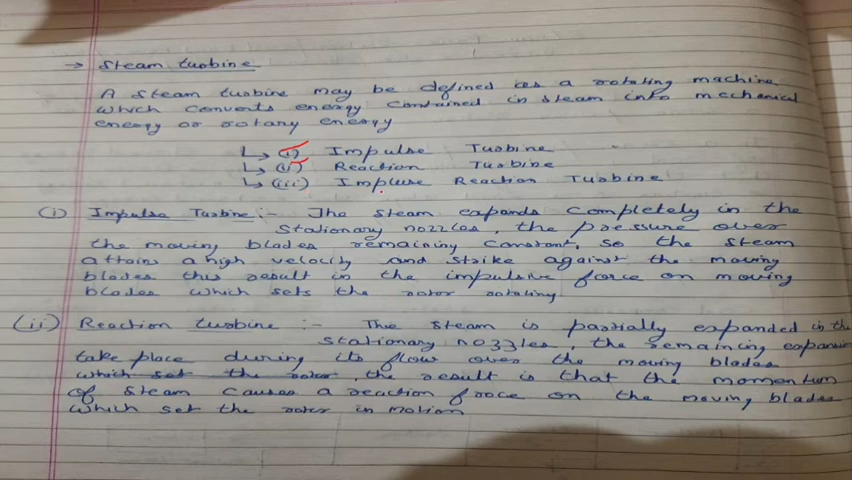 → Steam turbine
A steam turbine may be defined as a rotating machine
which converts energy contained in steam into mechanical
energy or rotary energy
↳ (i) Impulse Turbine
↳ (ii) Reaction Turbine
↳ (iii) Impluse Reaction Turbine
(i) Impulse Turbine :- The steam expands completely in the
stationary nozzles, the pressure over
the moving blades remaining constant, so the steam
attains a high velocity and strike against the moving
blades this result in the impulsive force on moving
blades which sets the rotor rotating
(ii) Reaction turbine :- The steam is partially expanded in the
stationary nozzles, the remaining expansion
take place during its flow over the moving blades
which set the rotor, the result is that the momentum
of steam causes a reaction force on the moving blades
which set the rotor in motion